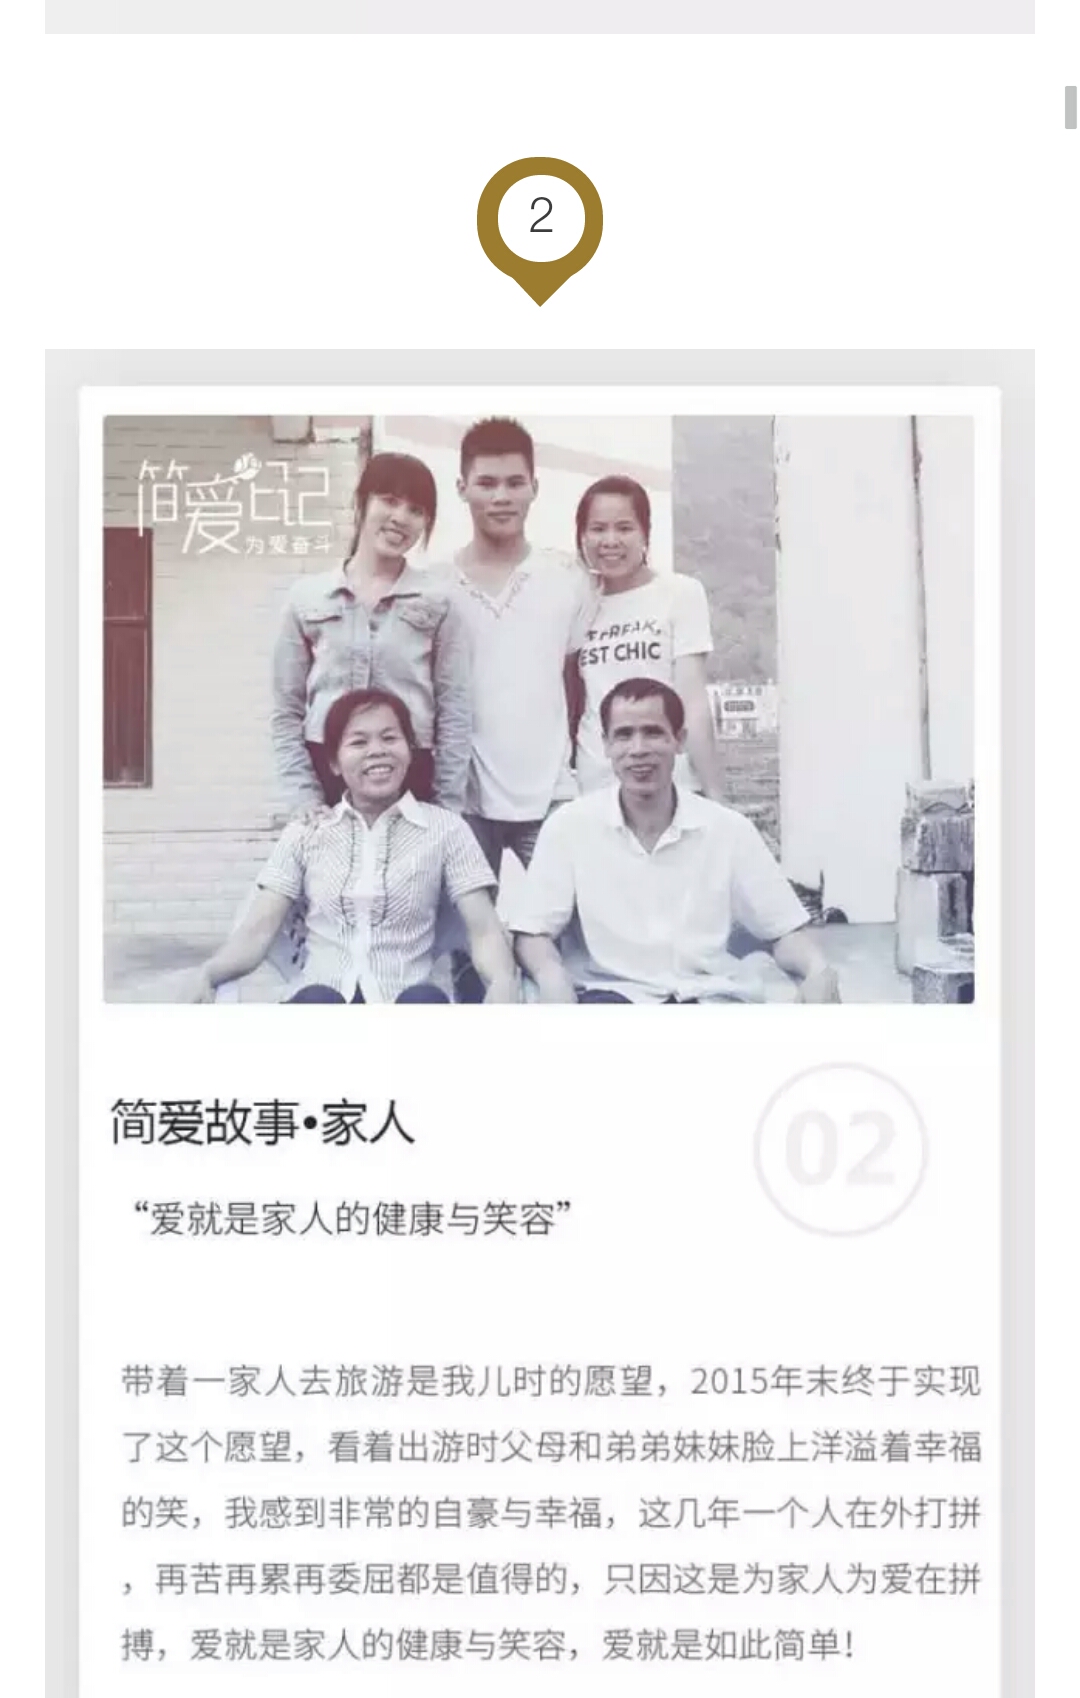 2
简爱日记
为爱奋斗
EST CHIC
简爱故事•家人
02
“爱就是家人的健康与笑容”
带着一家人去旅游是我儿时的愿望，2015年末终于实现
了这个愿望，看着出游时父母和弟弟妹妹脸上洋溢着幸福
的笑，我感到非常的自豪与幸福，这几年一个人在外打拼
，再苦再累再委屈都是值得的，只因这是为家人为爱在拼
搏，爱就是家人的健康与笑容，爱就是如此简单！